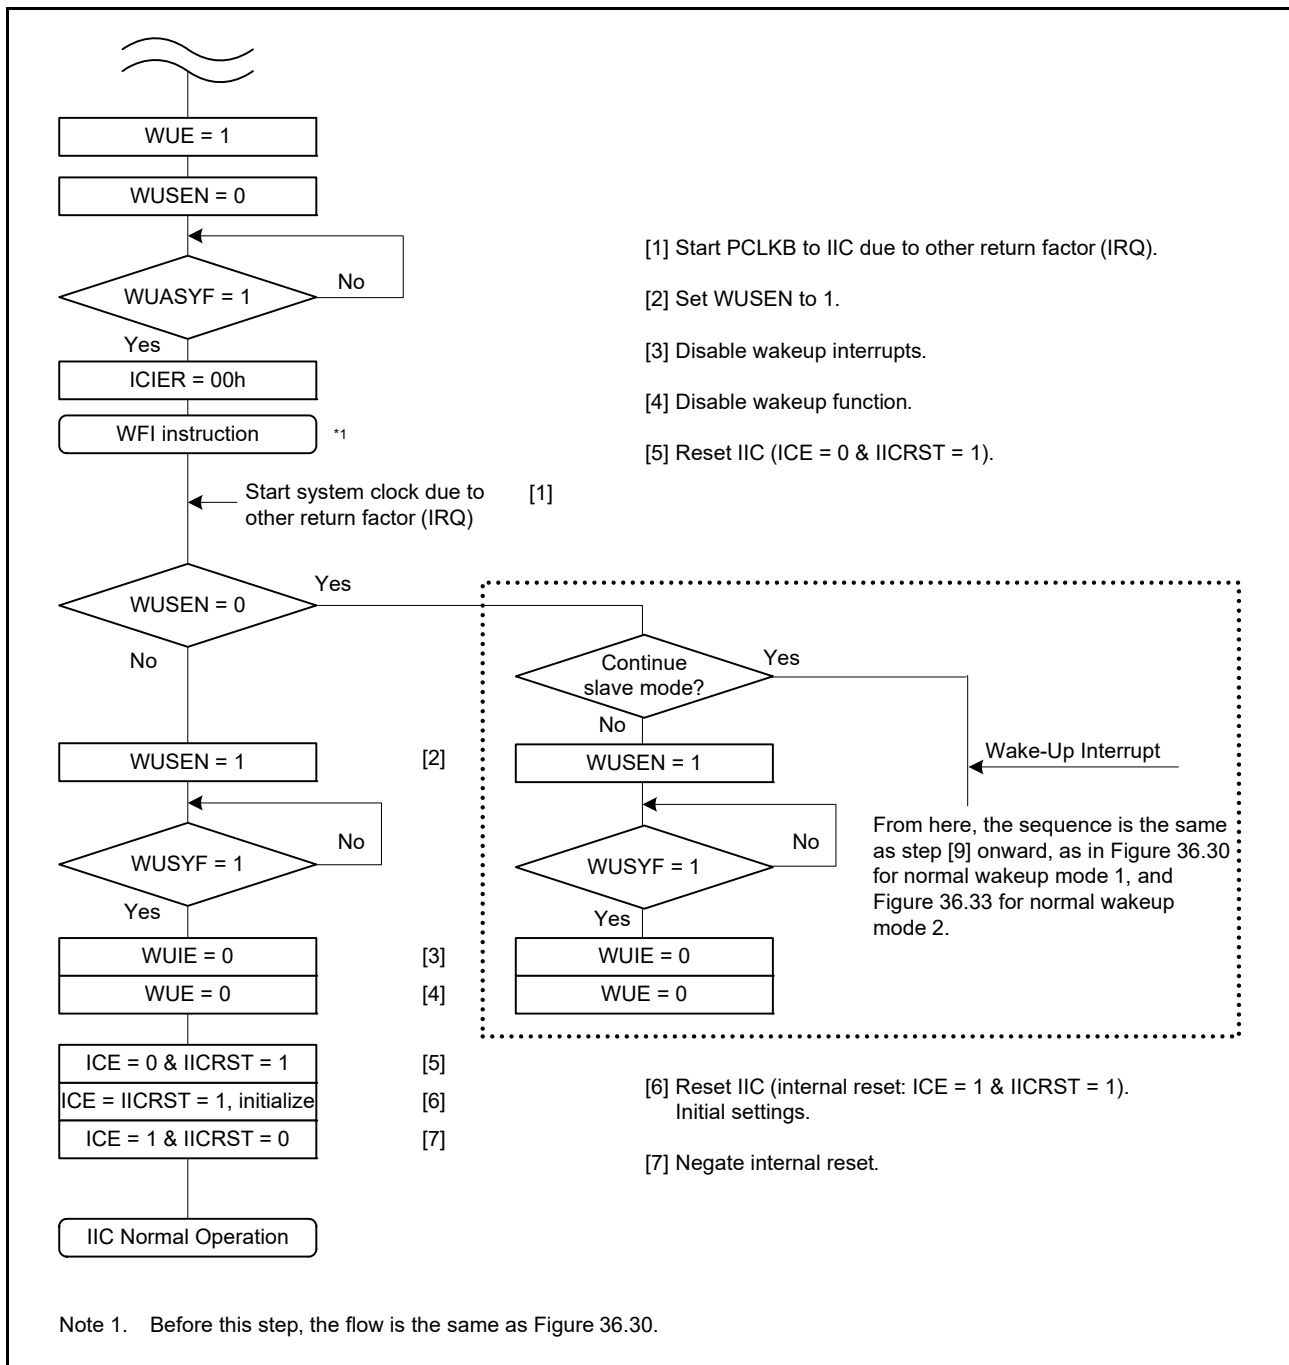 WUE = 1
WUSEN = 0
WUASYF = 1
No
Yes
ICIER = 00h
WFI instruction
*1
[1] Start PCLKB to IIC due to other return factor (IRQ).
[2] Set WUSEN to 1.
[3] Disable wakeup interrupts.
[4] Disable wakeup function.
[5] Reset IIC (ICE = 0 & IICRST = 1).
Start system clock due to
other return factor (IRQ)
[1]
WUSEN = 0
Yes
No
WUSEN = 1
[2]
WUSYF = 1
No
Yes
WUIE = 0
[3]
WUE = 0
[4]
Continue
slave mode?
Yes
No
WUSEN = 1
WUSYF = 1
No
Yes
WUIE = 0
WUE = 0
Wake-Up Interrupt
From here, the sequence is the same
as step [9] onward, as in Figure 36.30
for normal wakeup mode 1, and
Figure 36.33 for normal wakeup
mode 2.
ICE = 0 & IICRST = 1
[5]
ICE = IICRST = 1, initialize
[6]
ICE = 1 & IICRST = 0
[7]
[6] Reset IIC (internal reset: ICE = 1 & IICRST = 1).
Initial settings.
[7] Negate internal reset.
IIC Normal Operation
Note 1. Before this step, the flow is the same as Figure 36.30.